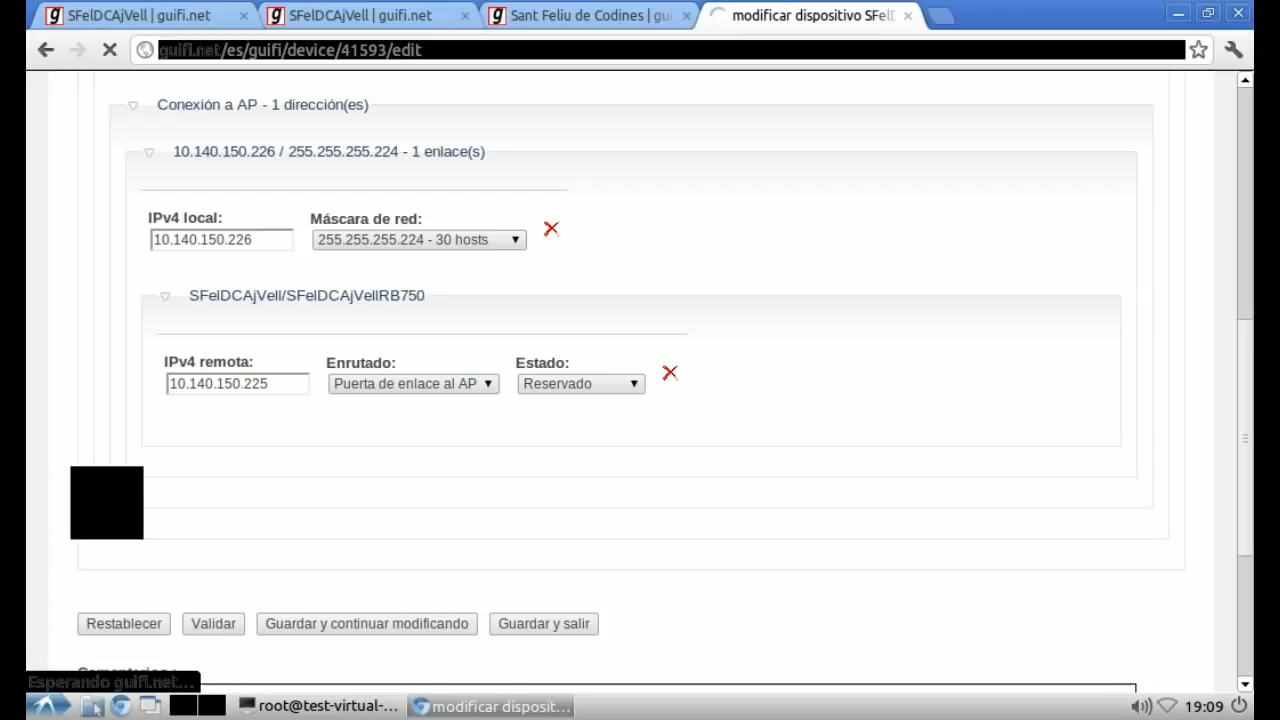 SFelDCAjVell | guifi.net
SFelDCAjVell | guifi.net
Sant Feliu de Codines | gu
modificar dispositivo SFel
guifi.net/es/guifi/device/41593/edit
Conexión a AP - 1 dirección(es)
10.140.150.226 / 255.255.255.224 - 1 enlace(s)
IPv4 local: Máscara de red:
10.140.150.226 255.255.255.224 - 30 hosts
SFelDCAjVell/SFelDCAjVellRB750
IPv4 remota: Enrutado: Estado:
10.140.150.225 Puerta de enlace al AP Reservado
Restablecer Validar Guardar y continuar modificando Guardar y salir
Esperando guifi.net...
root@test-virtual-... modificar disposit... 19:09